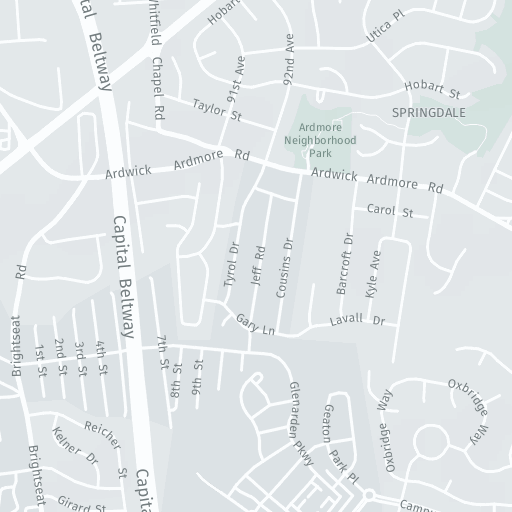 Hobart
Utica Pl
Whitfield
Chapel Rd
Capital
Beltway
91st Ave
92nd Ave
Hobart St
Taylor St
SPRINGDALE
Ardmore
Neighborhood
Park
Ardwick Ardmore Rd
Ardwick Ardmore Rd
Carol St
Capital Beltway
Tyrol Dr
Jeff Rd
Cousins Dr
Barcroft Dr
Kyle Ave
Brightseat Rd
Gary Ln
Lavall Dr
1st St
2nd St
3rd St
4th St
7th St
8th St
9th St
Glenarden Pkwy
Geaton Park Pl
Oxbridge Way
Oxbridge Way
Reicher St
Kelner Dr
Brightseat
Girard St
Capital
Campus